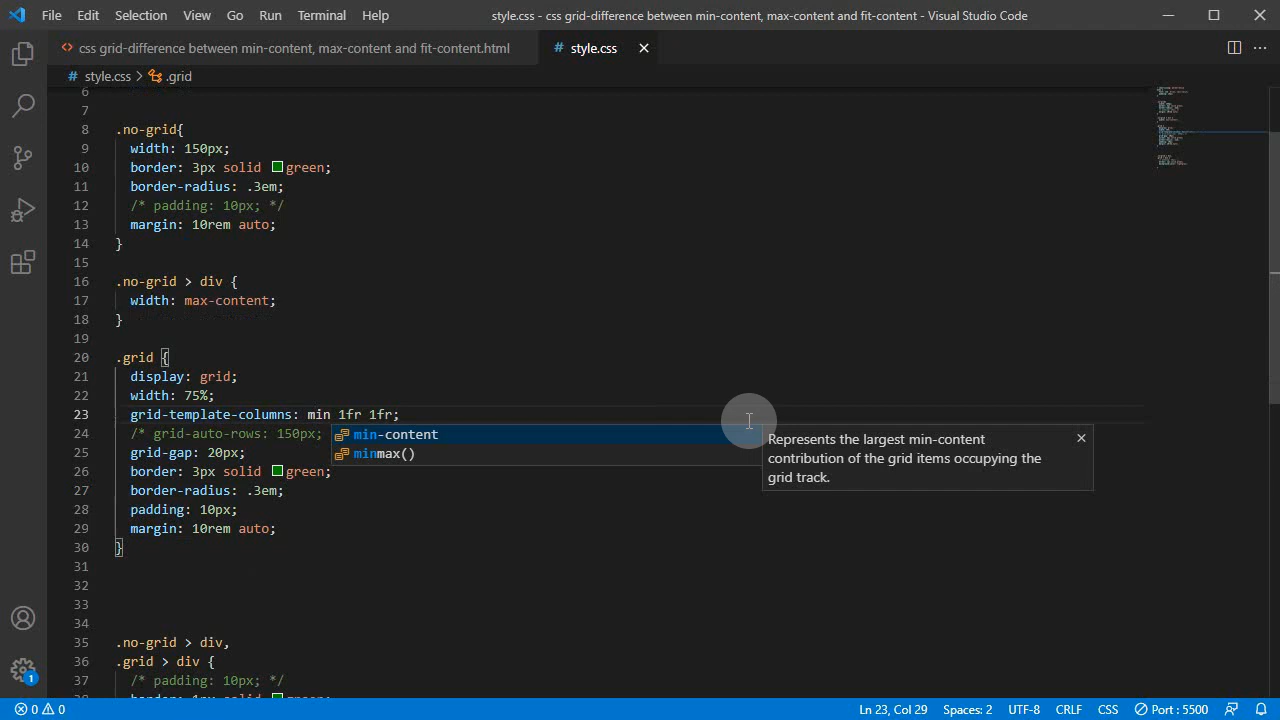 File Edit Selection View Go Run Terminal Help
style.css - css grid-difference between min-content, max-content and fit-content - Visual Studio Code
css grid-difference between min-content, max-content and fit-content.html
# style.css
# style.css > .grid
6
7
8 .no-grid{
9 width: 150px;
10 border: 3px solid green;
11 border-radius: .3em;
12 /* padding: 10px; */
13 margin: 10rem auto;
14 }
15
16 .no-grid > div {
17 width: max-content;
18 }
19
20 .grid {
21 display: grid;
22 width: 75%;
23 grid-template-columns: min 1fr 1fr;
24 /* grid-auto-rows: 150px;
min-content
minmax()
Represents the largest min-content
contribution of the grid items occupying the
grid track.
25 grid-gap: 20px;
26 border: 3px solid green;
27 border-radius: .3em;
28 padding: 10px;
29 margin: 10rem auto;
30 }
31
32
33
34
35 .no-grid > div,
36 .grid > div {
37 /* padding: 10px; */
38 border: 1px solid green;
1
0 0
Ln 23, Col 29
Spaces: 2
UTF-8
CRLF
CSS
Port : 5500